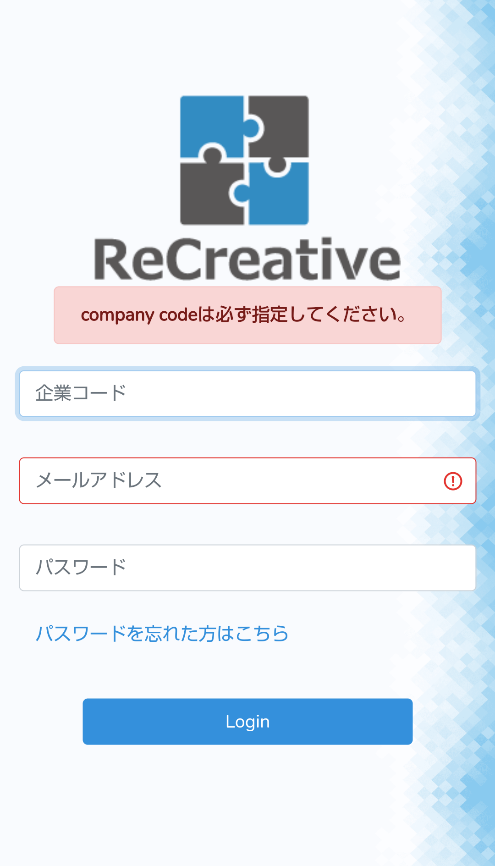 ReCreative
company codeは必ず指定してください。
企業コード
メールアドレス
パスワード
パスワードを忘れた方はこちら
Login